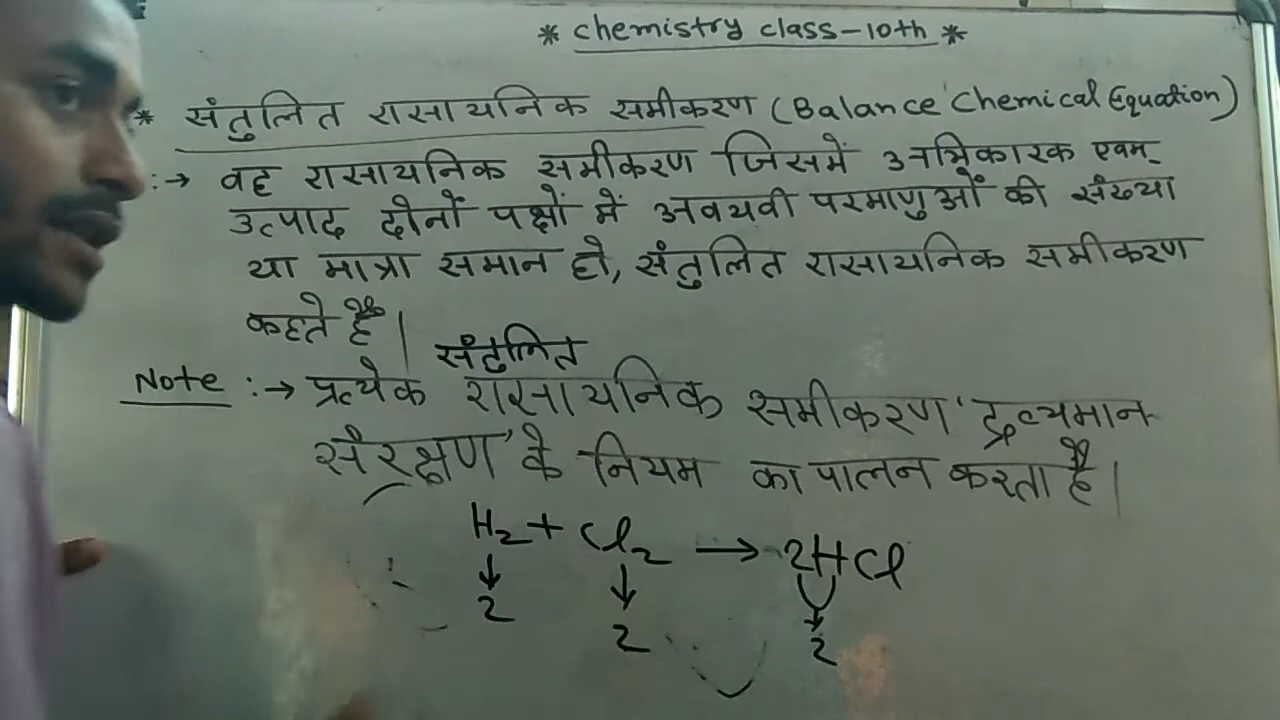 * Chemistry class-10th *
* संतुलित रासायनिक समीकरण (Balance Chemical Equation)
:→ वह रासायनिक समीकरण जिसमें अभिकारक एवम्
उत्पाद दोनों पक्षों में अवयवी परमाणुओं की संख्या
या मात्रा समान हो, संतुलित रासायनिक समीकरण
कहते हैं।
संतुलित
Note :→ प्रत्येक रासायनिक समीकरण 'द्रव्यमान
संरक्षण' के नियम का पालन करता है।
H₂ + Cl₂ → 2HCl
↓ ↓ ↓
2 2 2